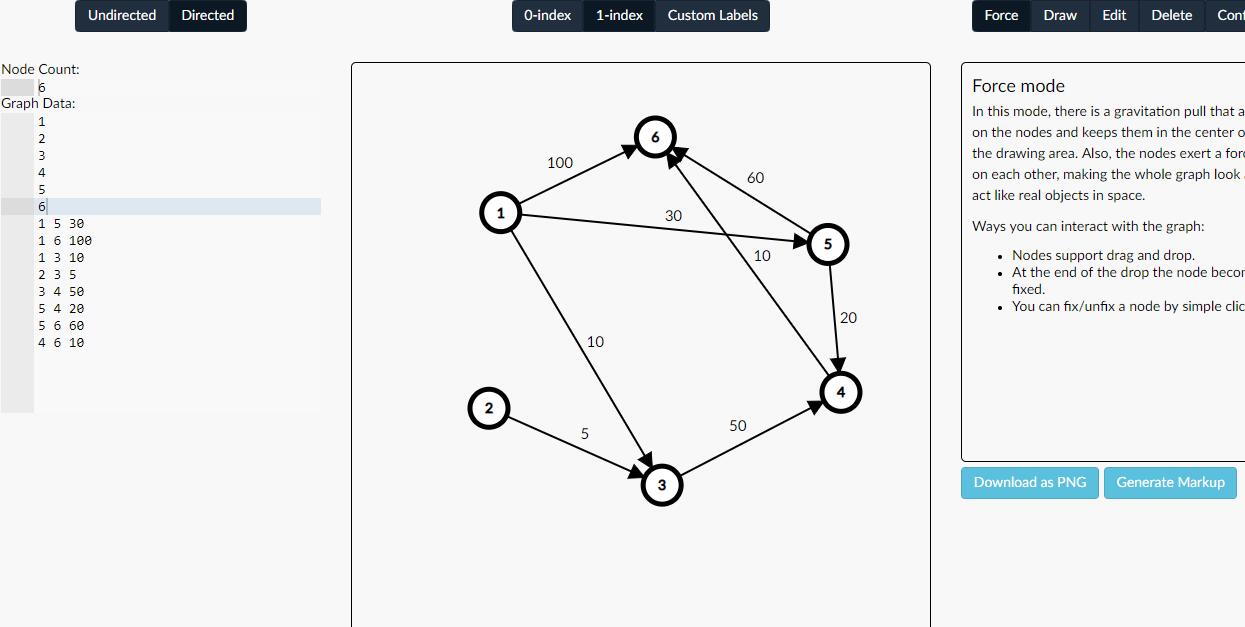 Undirected Directed
0-index 1-index Custom Labels
Force Draw Edit Delete
Node Count:
6
Graph Data:
1
2
3
4
5
6
1 5 30
1 6 100
1 3 10
2 3 5
3 4 50
5 4 20
5 6 60
4 6 10
6
100
60
1
30
5
10
20
10
4
2
50
5
3
Force mode
In this mode, there is a gravitation pull that
on the nodes and keeps them in the center
the drawing area. Also, the nodes exert a
on each other, making the whole graph look
act like real objects in space.
Ways you can interact with the graph:
• Nodes support drag and drop.
• At the end of the drop the node
fixed.
• You can fix/unfix a node by simple
Download as PNG Generate Markup